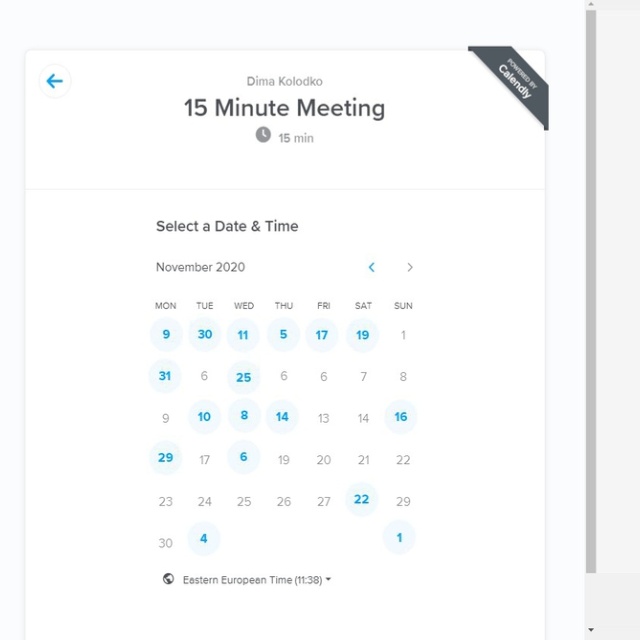 POWERED BY
Calendly
Dima Kolodko
15 Minute Meeting
15 min
Select a Date & Time
November 2020
MON TUE WED THU FRI SAT SUN
9 30 11 5 17 19 1
31 6 25 6 6 7 8
9 10 8 14 13 14 16
29 17 6 19 20 21 22
23 24 25 26 27 22 29
30 4 1
Eastern European Time (11:38)